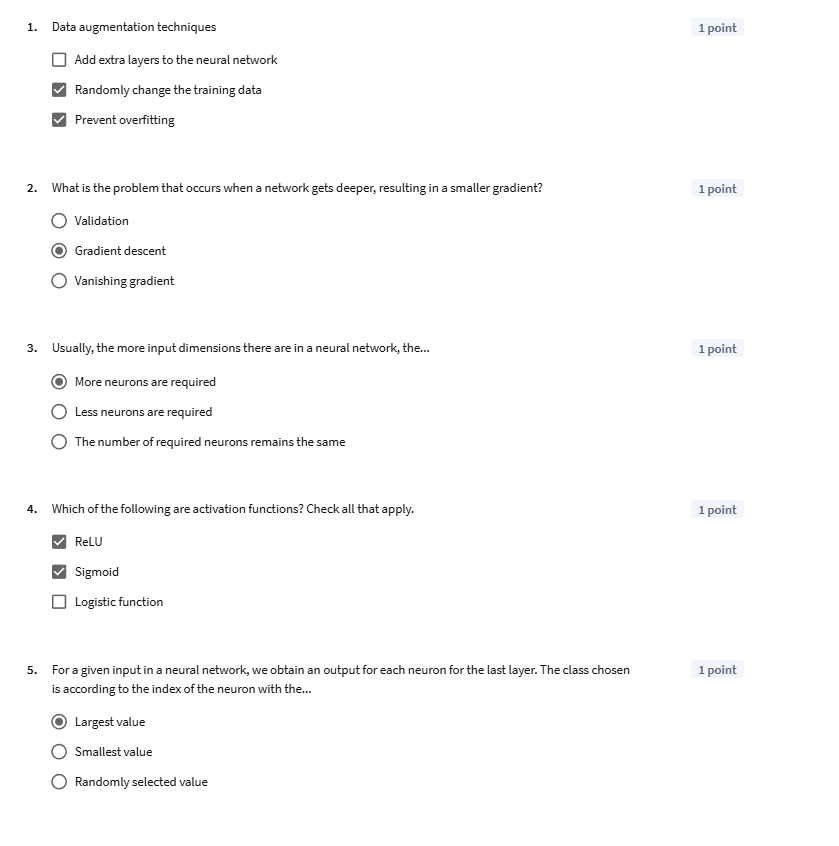 1. Data augmentation techniques 1 point
Add extra layers to the neural network
Randomly change the training data
Prevent overfitting
2. What is the problem that occurs when a network gets deeper, resulting in a smaller gradient? 1 point
Validation
Gradient descent
Vanishing gradient
3. Usually, the more input dimensions there are in a neural network, the... 1 point
More neurons are required
Less neurons are required
The number of required neurons remains the same
4. Which of the following are activation functions? Check all that apply. 1 point
ReLU
Sigmoid
Logistic function
5. For a given input in a neural network, we obtain an output for each neuron for the last layer. The class chosen 1 point
is according to the index of the neuron with the...
Largest value
Smallest value
Randomly selected value